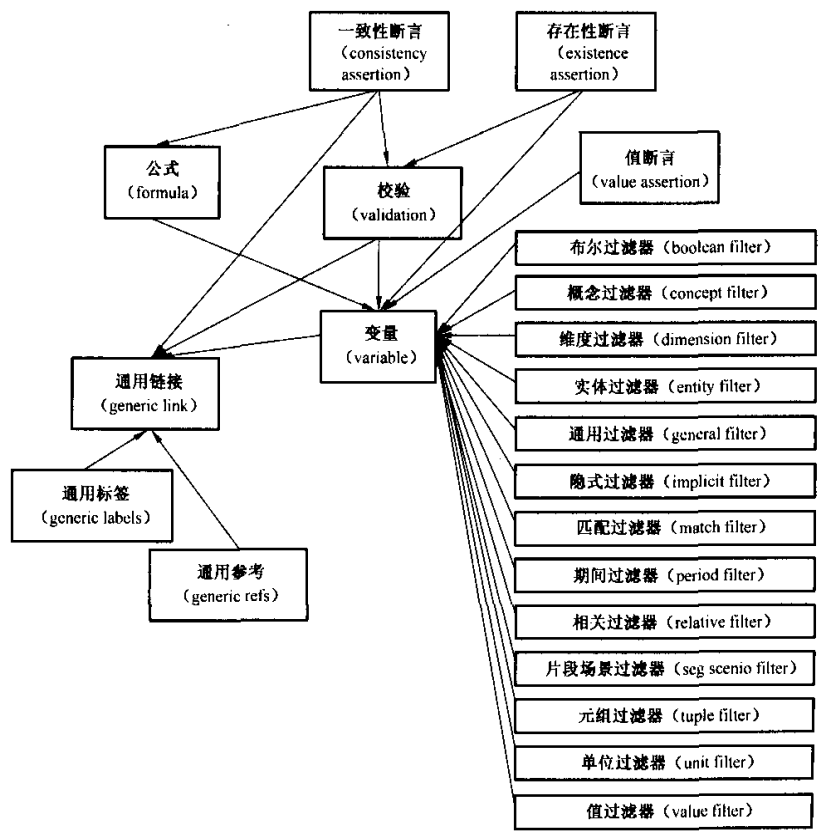 一致性断言
（consistency
assertion）
存在性断言
（existence
assertion）
公式
（formula）
校验
（validation）
值断言
（value assertion）
布尔过滤器（boolean filter）
概念过滤器（concept filter）
变量
（variable）
维度过滤器（dimension filter）
通用链接
（generic link）
实体过滤器（entity filter）
通用过滤器（general filter）
隐式过滤器（implicit filter）
通用标签
（generic labels）
匹配过滤器（match filter）
通用参考
（generic refs）
期间过滤器（period filter）
相关过滤器（relative filter）
片段场景过滤器（seg scenio filter）
元组过滤器（tuple filter）
单位过滤器（unit filter）
值过滤器（value filter）